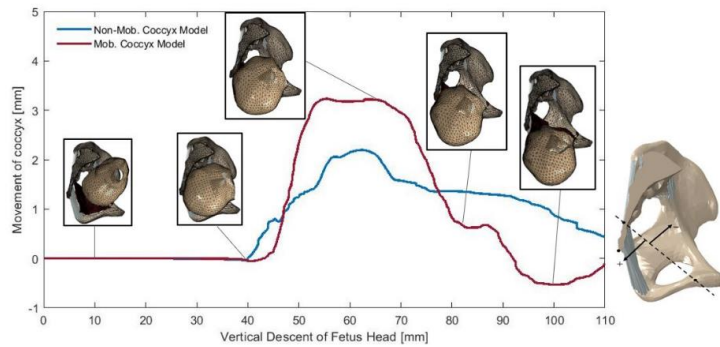 5
4
3
2
1
0
-1
Movement of coccyx [mm]
Non-Mob. Coccyx Model
Mob. Coccyx Model
0 10 20 30 40 50 60 70 80 90 100 110
Vertical Descent of Fetus Head [mm]
-
+